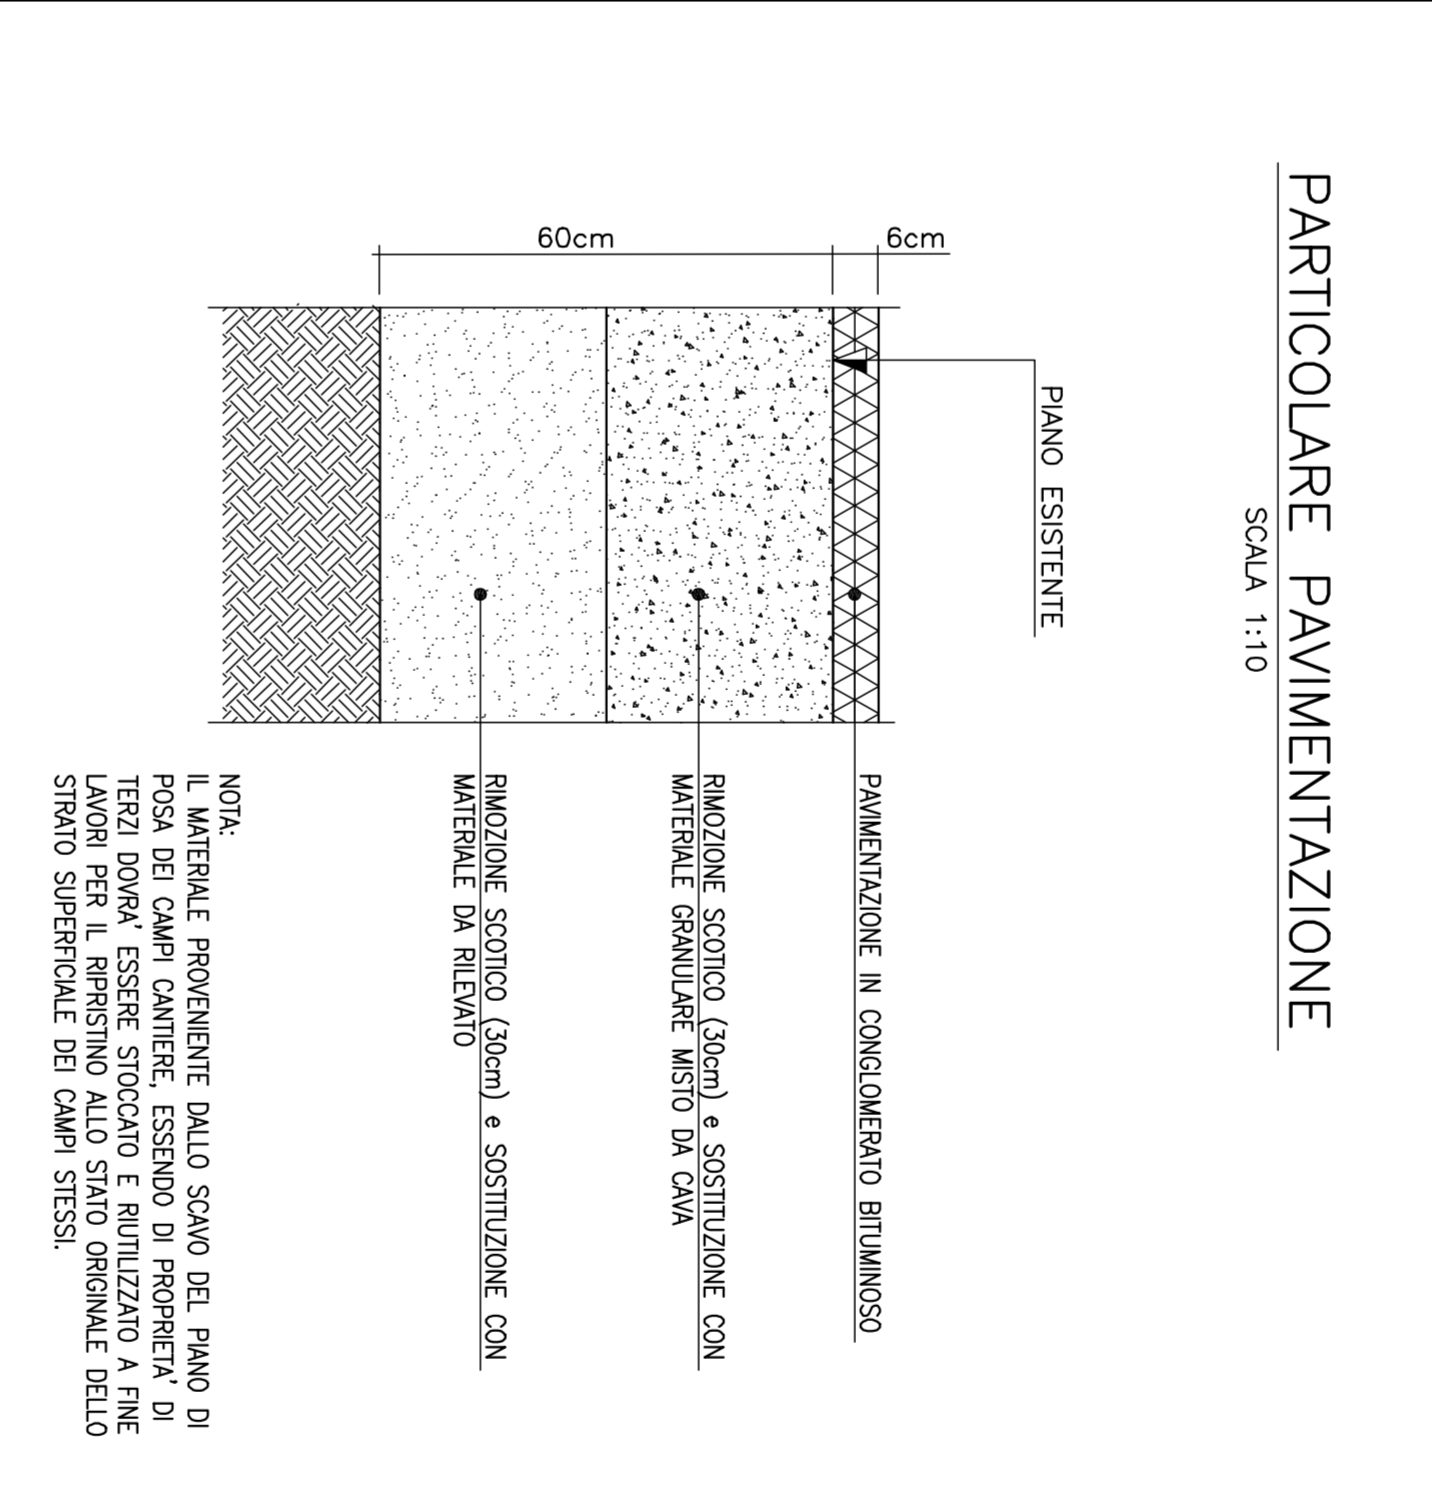 PARTICOLARE PAVIMENTAZIONE
SCALA 1:10
PIANO ESISTENTE
6cm
60cm
PAVIMENTAZIONE IN CONGLOMERATO BITUMINOSO
RIMOZIONE SCOTICO (30cm) e SOSTITUZIONE CON
MATERIALE GRANULARE MISTO DA CAVA
RIMOZIONE SCOTICO (30cm) e SOSTITUZIONE CON
MATERIALE DA RILEVATO
NOTA:
IL MATERIALE PROVENIENTE DALLO SCAVO DEL PIANO DI
POSA DEI CAMPI CANTIERE, ESSENDO DI PROPRIETA' DI
TERZI DOVRA' ESSERE STOCCATO E RIUTILIZZATO A FINE
LAVORI PER IL RIPRISTINO ALLO STATO ORIGINALE DELLO
STRATO SUPERFICIALE DEI CAMPI STESSI.